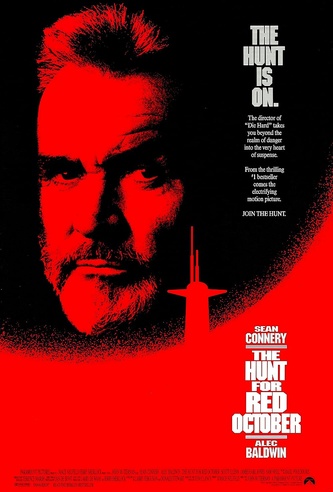 THE
HUNT
IS
ON.
The director of
"Die Hard" takes
you beyond the
realm of danger
into the very heart
of suspense.
From the thrilling
#1 bestseller
comes the
electrifying
motion picture.
JOIN THE HUNT.
SEAN
CONNERY
THE
HUNT
FOR
RED
OCTOBER
ALEC
BALDWIN